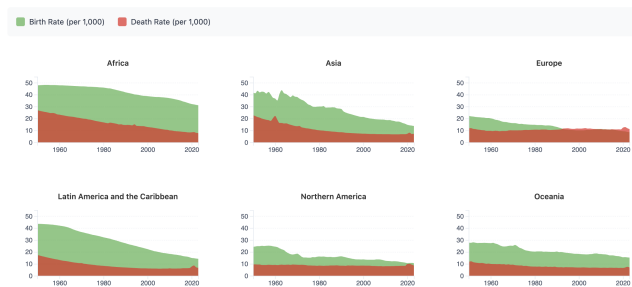 Birth Rate (per 1,000) Death Rate (per 1,000)
Africa Asia Europe
50 50 50
40 40 40
30 30 30
20 20 20
10 10 10
0 0 0
1960 1980 2000 2020 1960 1980 2000 2020 1960 1980 2000 2020
Latin America and the Caribbean Northern America Oceania
50 50 50
40 40 40
30 30 30
20 20 20
10 10 10
0 0 0
1960 1980 2000 2020 1960 1980 2000 2020 1960 1980 2000 2020